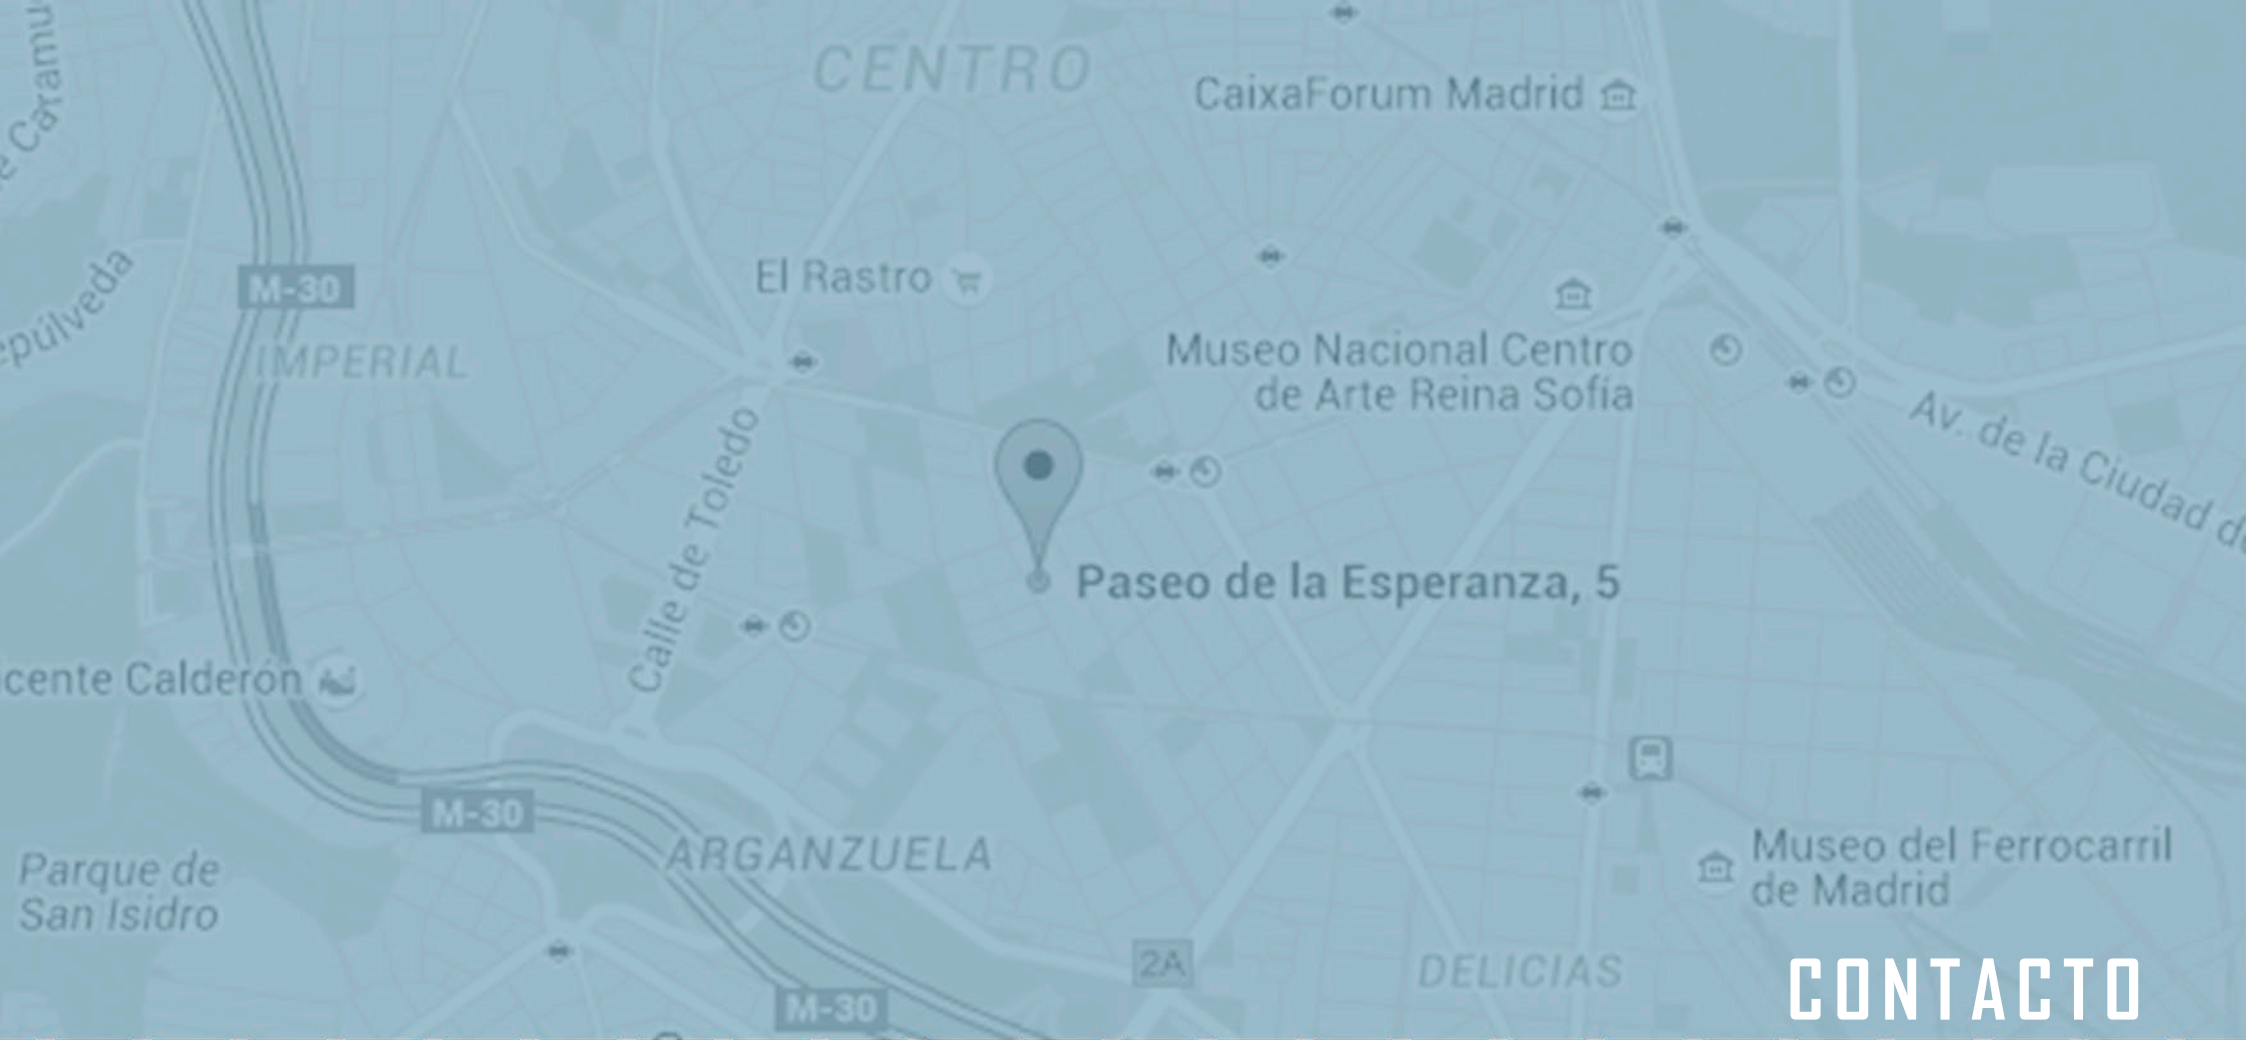 CENTRO
CaixaForum Madrid
El Rastro
M-30
IMPERIAL
Museo Nacional Centro
de Arte Reina Sofía
Av. de la Ciudad
Calle de Toledo
Paseo de la Esperanza, 5
Calderón
M-30
ARGANZUELA
Parque de
San Isidro
Museo del Ferrocarril
de Madrid
2A
DELICIAS
M-30
CONTACTO